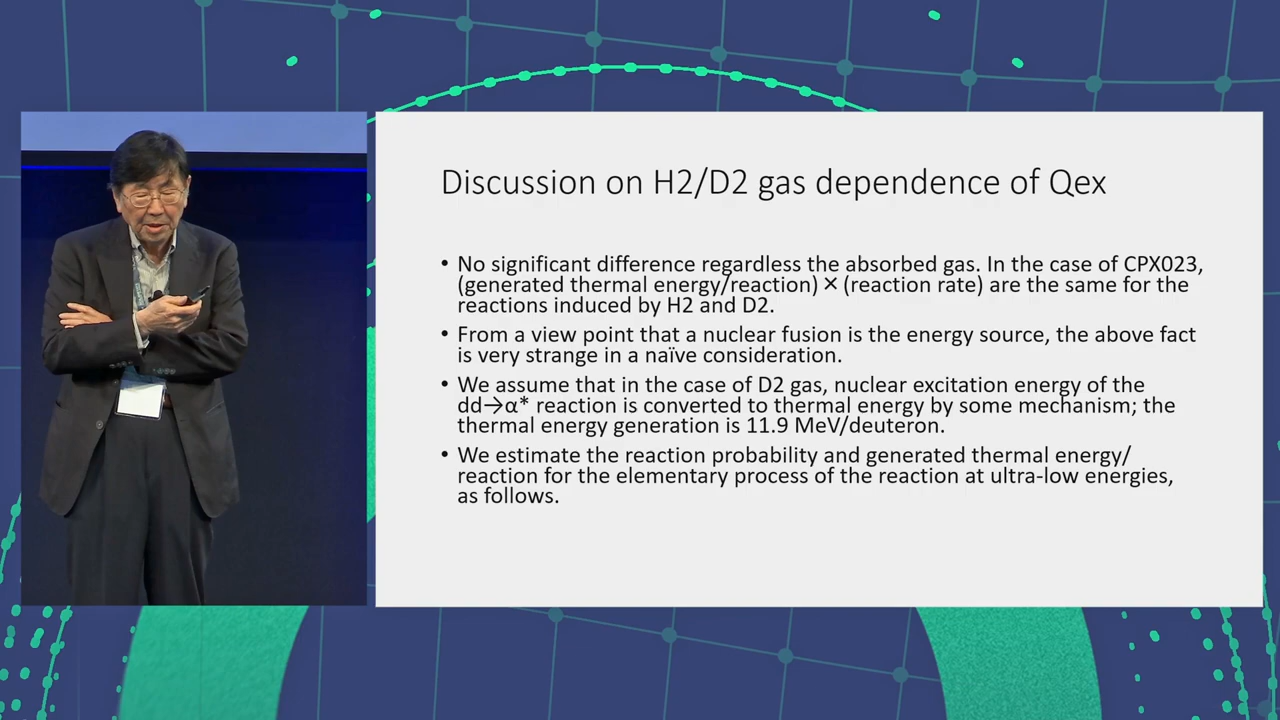 Discussion on H2/D2 gas dependence of Qex
• No significant difference regardless the absorbed gas. In the case of CPX023,
(generated thermal energy/reaction) × (reaction rate) are the same for the
reactions induced by H2 and D2.
• From a view point that a nuclear fusion is the energy source, the above fact
is very strange in a naïve consideration.
• We assume that in the case of D2 gas, nuclear excitation energy of the
dd→α* reaction is converted to thermal energy by some mechanism; the
thermal energy generation is 11.9 MeV/deuteron.
• We estimate the reaction probability and generated thermal energy/
reaction for the elementary process of the reaction at ultra-low energies,
as follows.